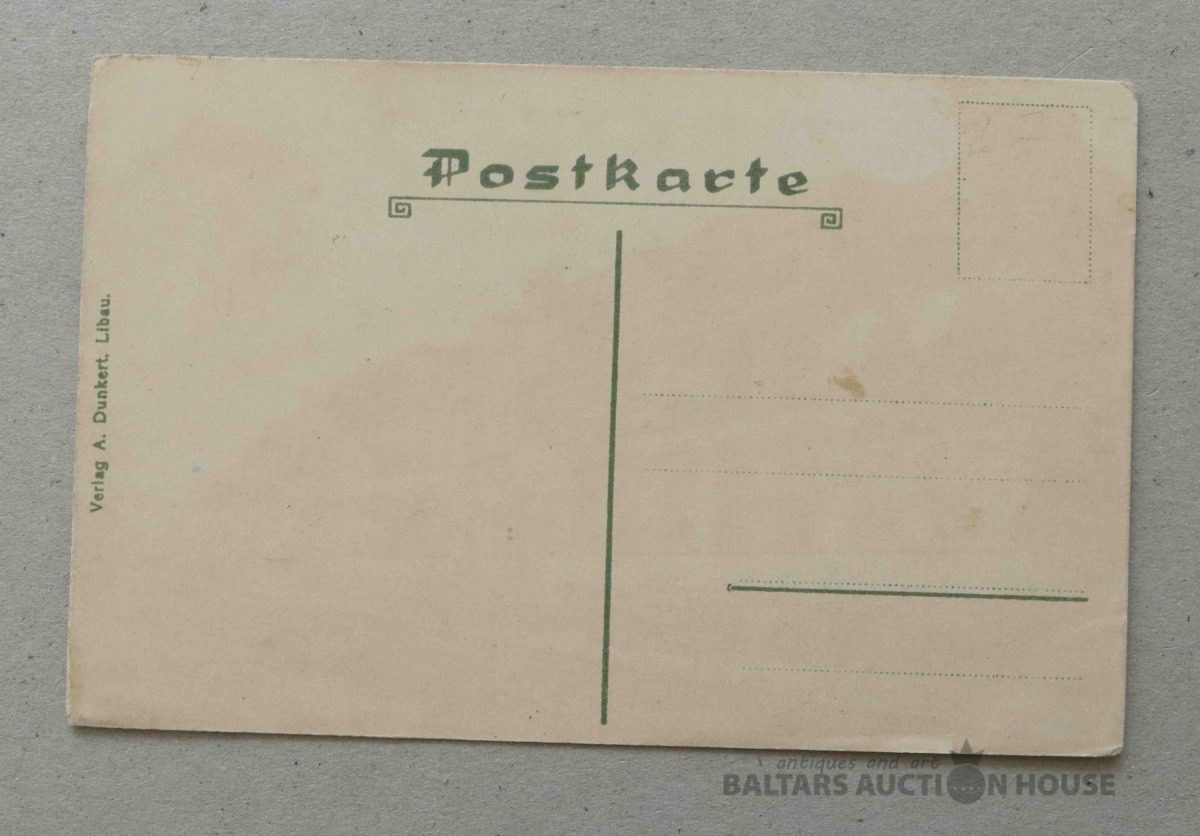 Postkarte
Verlag A. Dunkert, Libau.
antiques and art
BALTARS AUCTION HOUSE